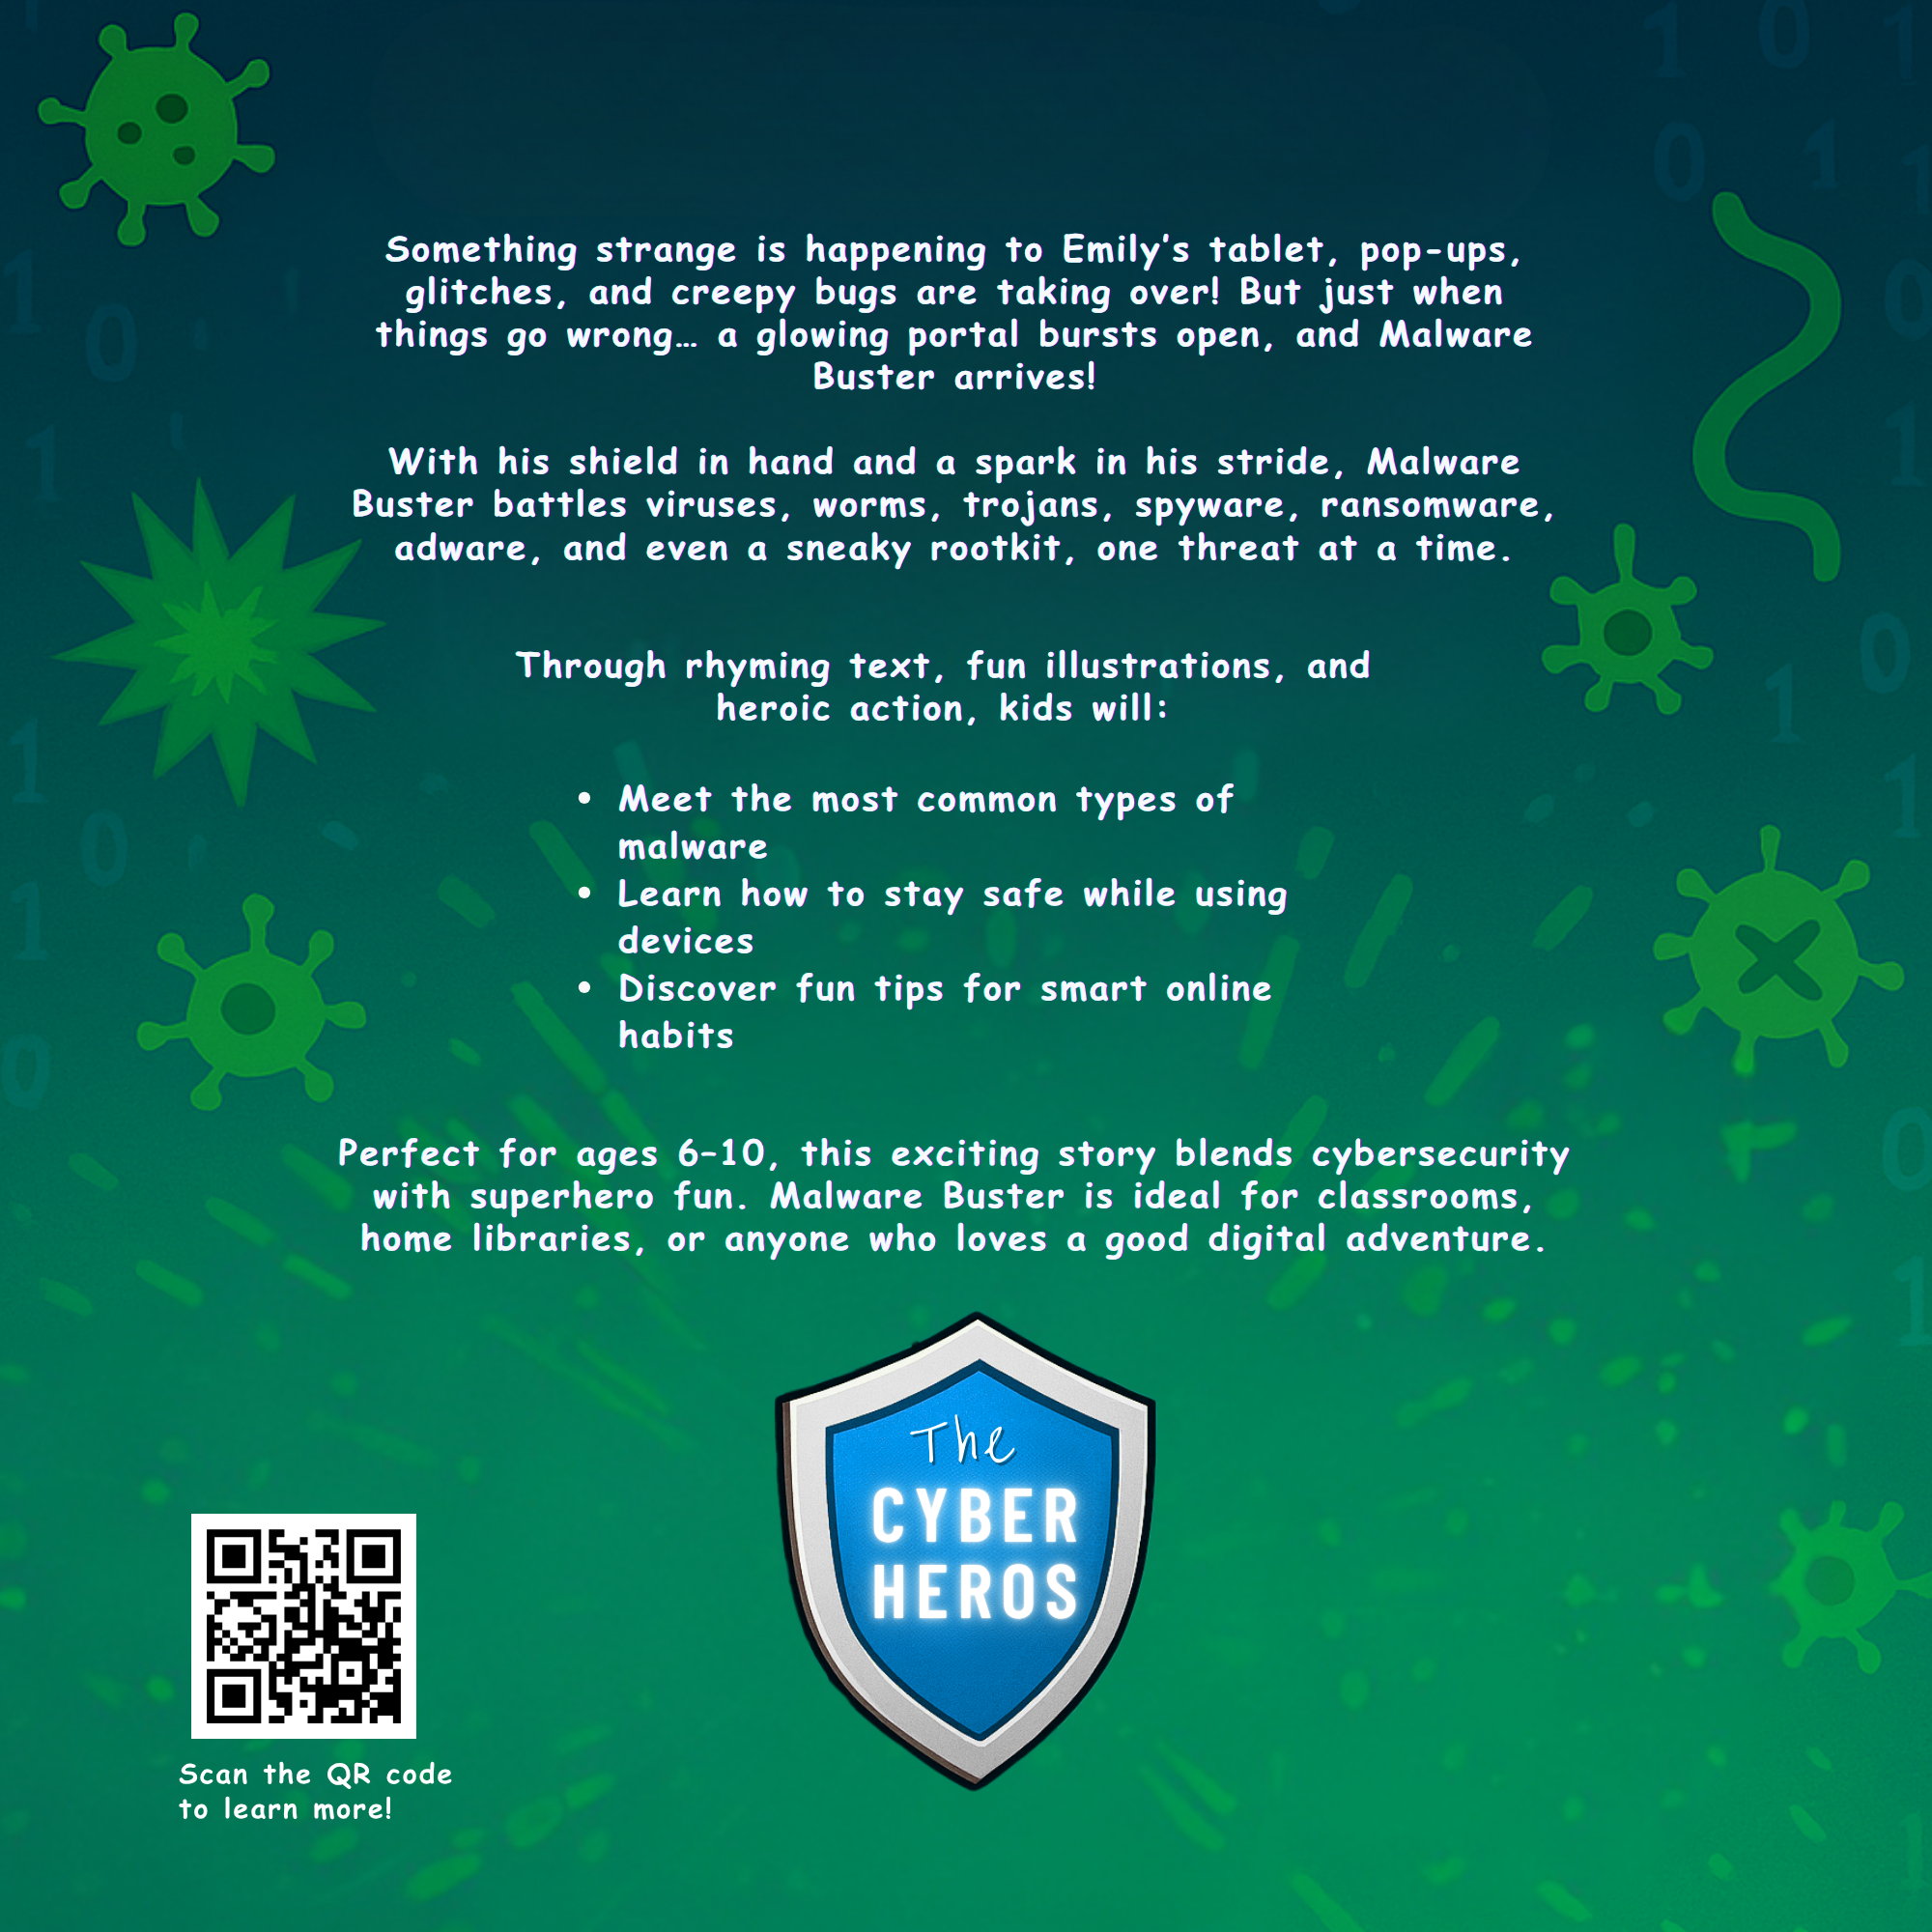 Something strange is happening to Emily's tablet, pop-ups,
glitches, and creepy bugs are taking over! But just when
things go wrong… a glowing portal bursts open, and Malware
Buster arrives!
With his shield in hand and a spark in his stride, Malware
Buster battles viruses, worms, trojans, spyware, ransomware,
adware, and even a sneaky rootkit, one threat at a time.
Through rhyming text, fun illustrations, and
heroic action, kids will:
• Meet the most common types of
malware
• Learn how to stay safe while using
devices
• Discover fun tips for smart online
habits
Perfect for ages 6–10, this exciting story blends cybersecurity
with superhero fun. Malware Buster is ideal for classrooms,
home libraries, or anyone who loves a good digital adventure.
The
CYBER
HEROS
Scan the QR code
to learn more!